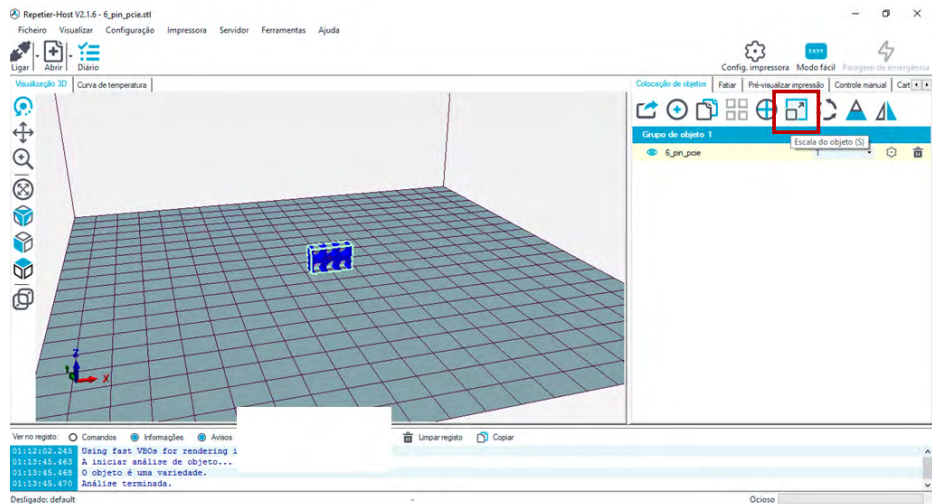 Repetier-Host V2.1.6 - 6_pin_pcie.stl
Ficheiro Visualizar Configuração Impressora Servidor Ferramentas Ajuda
Ligar Abrir Diário Config. impressora EASY Modo fácil Paragem de emergência
Visualização 3D Curva de temperatura Colocação de objetos Fatiar Pré-visualizar impressão Controle manual Cart
Grupo de objeto 1
Escala do objeto (S)
6_pin_pcie 1
Z
X
Ver no registo: Comandos Informações Avisos Limpar registo Copiar
01:12:02.245 Using fast VBOs for rendering i
01:13:45.463 A iniciar análise de objeto...
01:13:45.468 O objeto é uma variedade.
01:13:45.470 Análise terminada.
Desligado: default - Ocioso